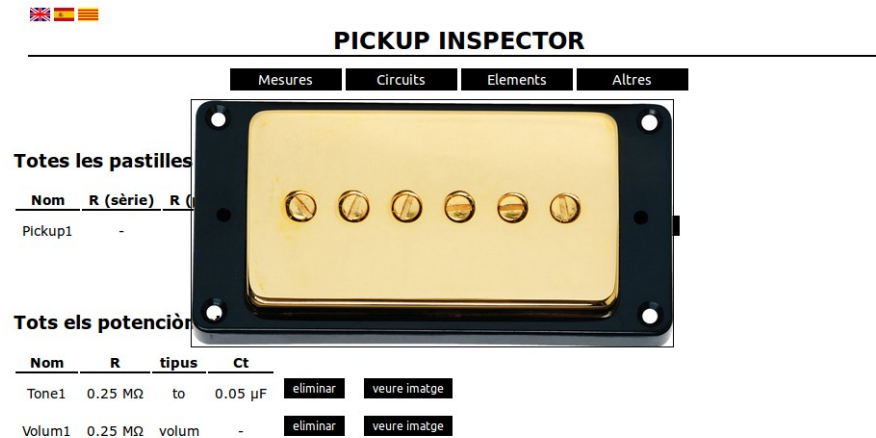 PICKUP INSPECTOR
Mesures Circuits Elements Altres
Totes les pastilles
Nom R (sèrie) R (
Pickup1 -
Tots els potenciòm
Nom R tipus Ct
Tone1 0.25 MΩ to 0.05 µF eliminar veure imatge
Volum1 0.25 MΩ volum - eliminar veure imatge